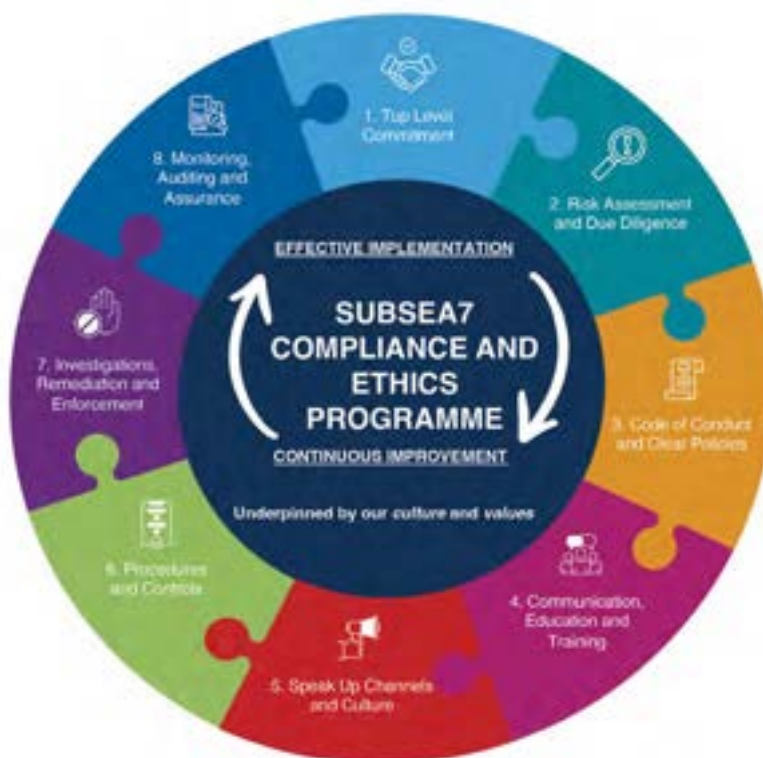 1. Top Level
Commitment
2. Risk Assessment
and Due Diligence
3. Code of Conduct
and Clear Policies
4. Communication,
Education and
Training
5. Speak Up Channels
and Culture
6. Procedures
and Controls
7. Investigations,
Remediation and
Enforcement
8. Monitoring,
Auditing and
Assurance
EFFECTIVE IMPLEMENTATION
SUBSEA7
COMPLIANCE AND
ETHICS
PROGRAMME
CONTINUOUS IMPROVEMENT
Underpinned by our culture and values